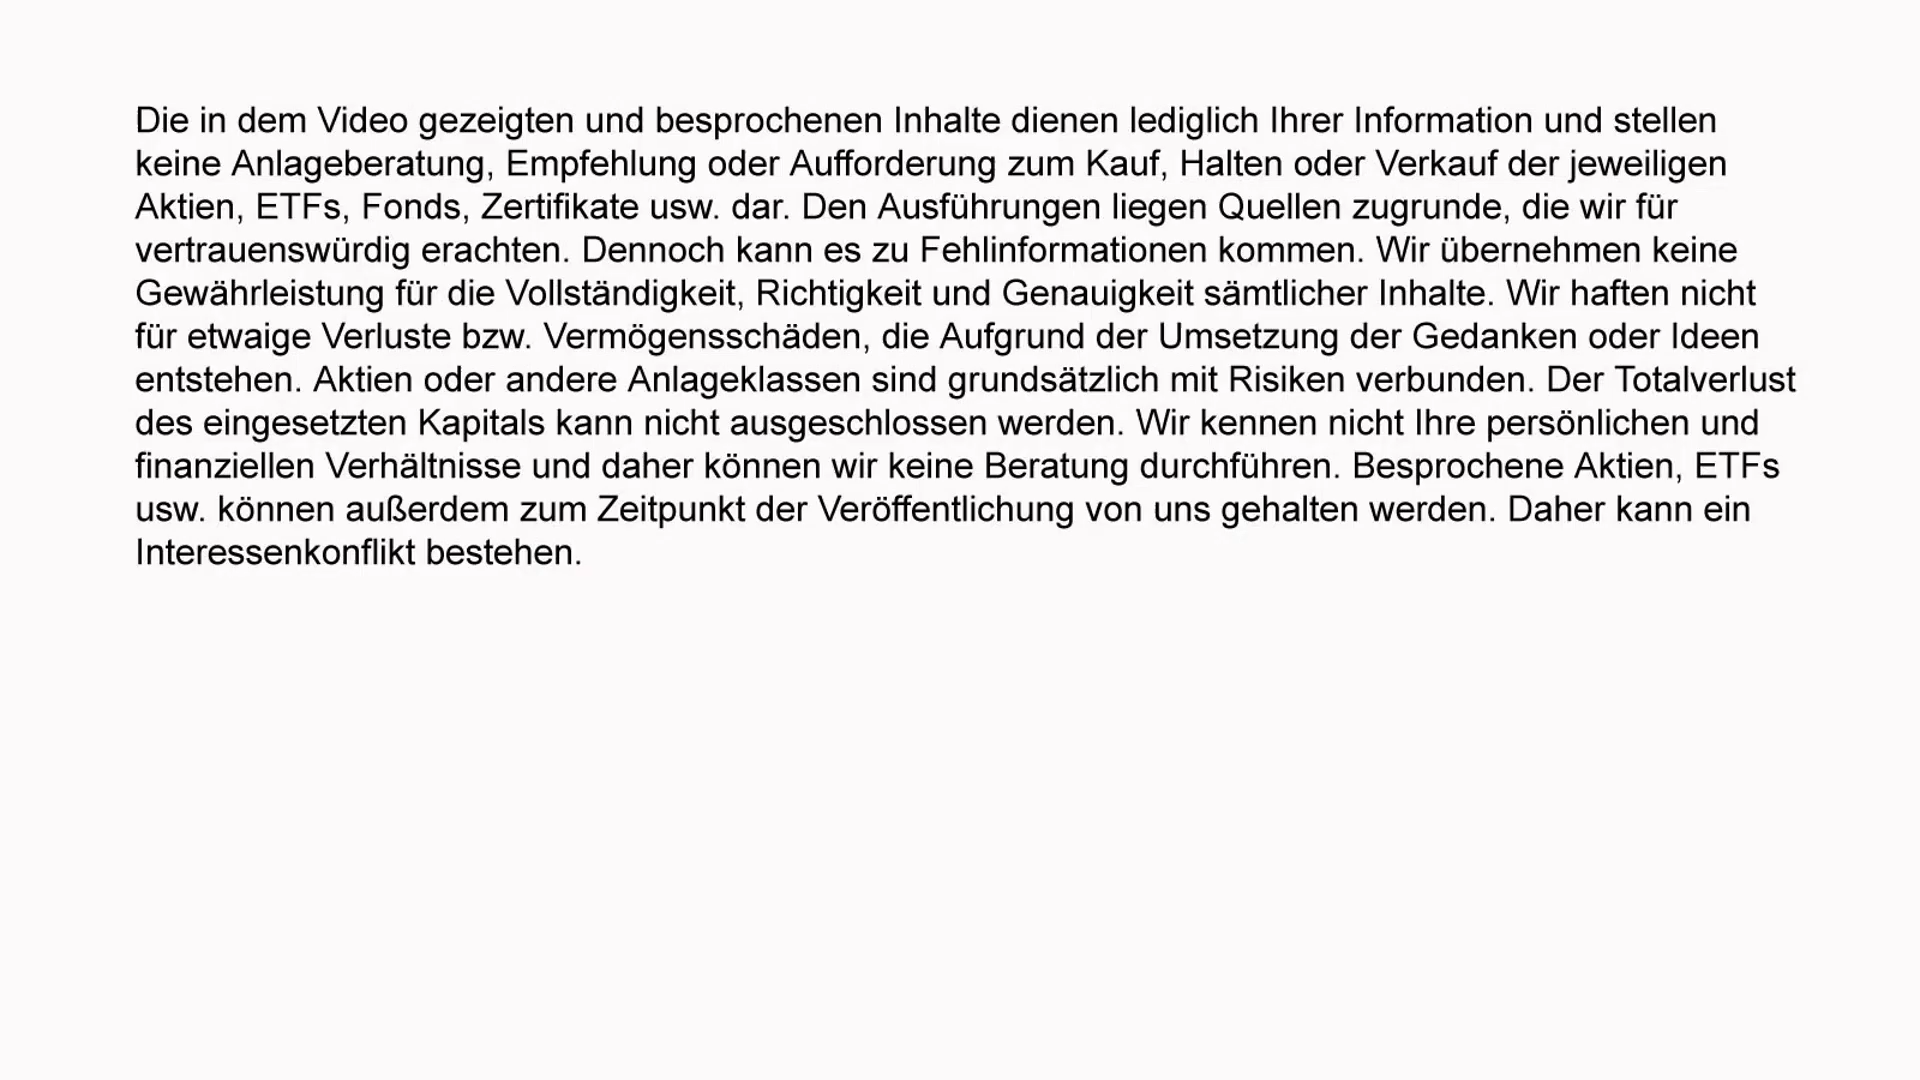 Die in dem Video gezeigten und besprochenen Inhalte dienen lediglich Ihrer Information und stellen
keine Anlageberatung, Empfehlung oder Aufforderung zum Kauf, Halten oder Verkauf der jeweiligen
Aktien, ETFs, Fonds, Zertifikate usw. dar. Den Ausführungen liegen Quellen zugrunde, die wir für
vertrauenswürdig erachten. Dennoch kann es zu Fehlinformationen kommen. Wir übernehmen keine
Gewährleistung für die Vollständigkeit, Richtigkeit und Genauigkeit sämtlicher Inhalte. Wir haften nicht
für etwaige Verluste bzw. Vermögensschäden, die Aufgrund der Umsetzung der Gedanken oder Ideen
entstehen. Aktien oder andere Anlageklassen sind grundsätzlich mit Risiken verbunden. Der Totalverlust
des eingesetzten Kapitals kann nicht ausgeschlossen werden. Wir kennen nicht Ihre persönlichen und
finanziellen Verhältnisse und daher können wir keine Beratung durchführen. Besprochene Aktien, ETFs
usw. können außerdem zum Zeitpunkt der Veröffentlichung von uns gehalten werden. Daher kann ein
Interessenkonflikt bestehen.